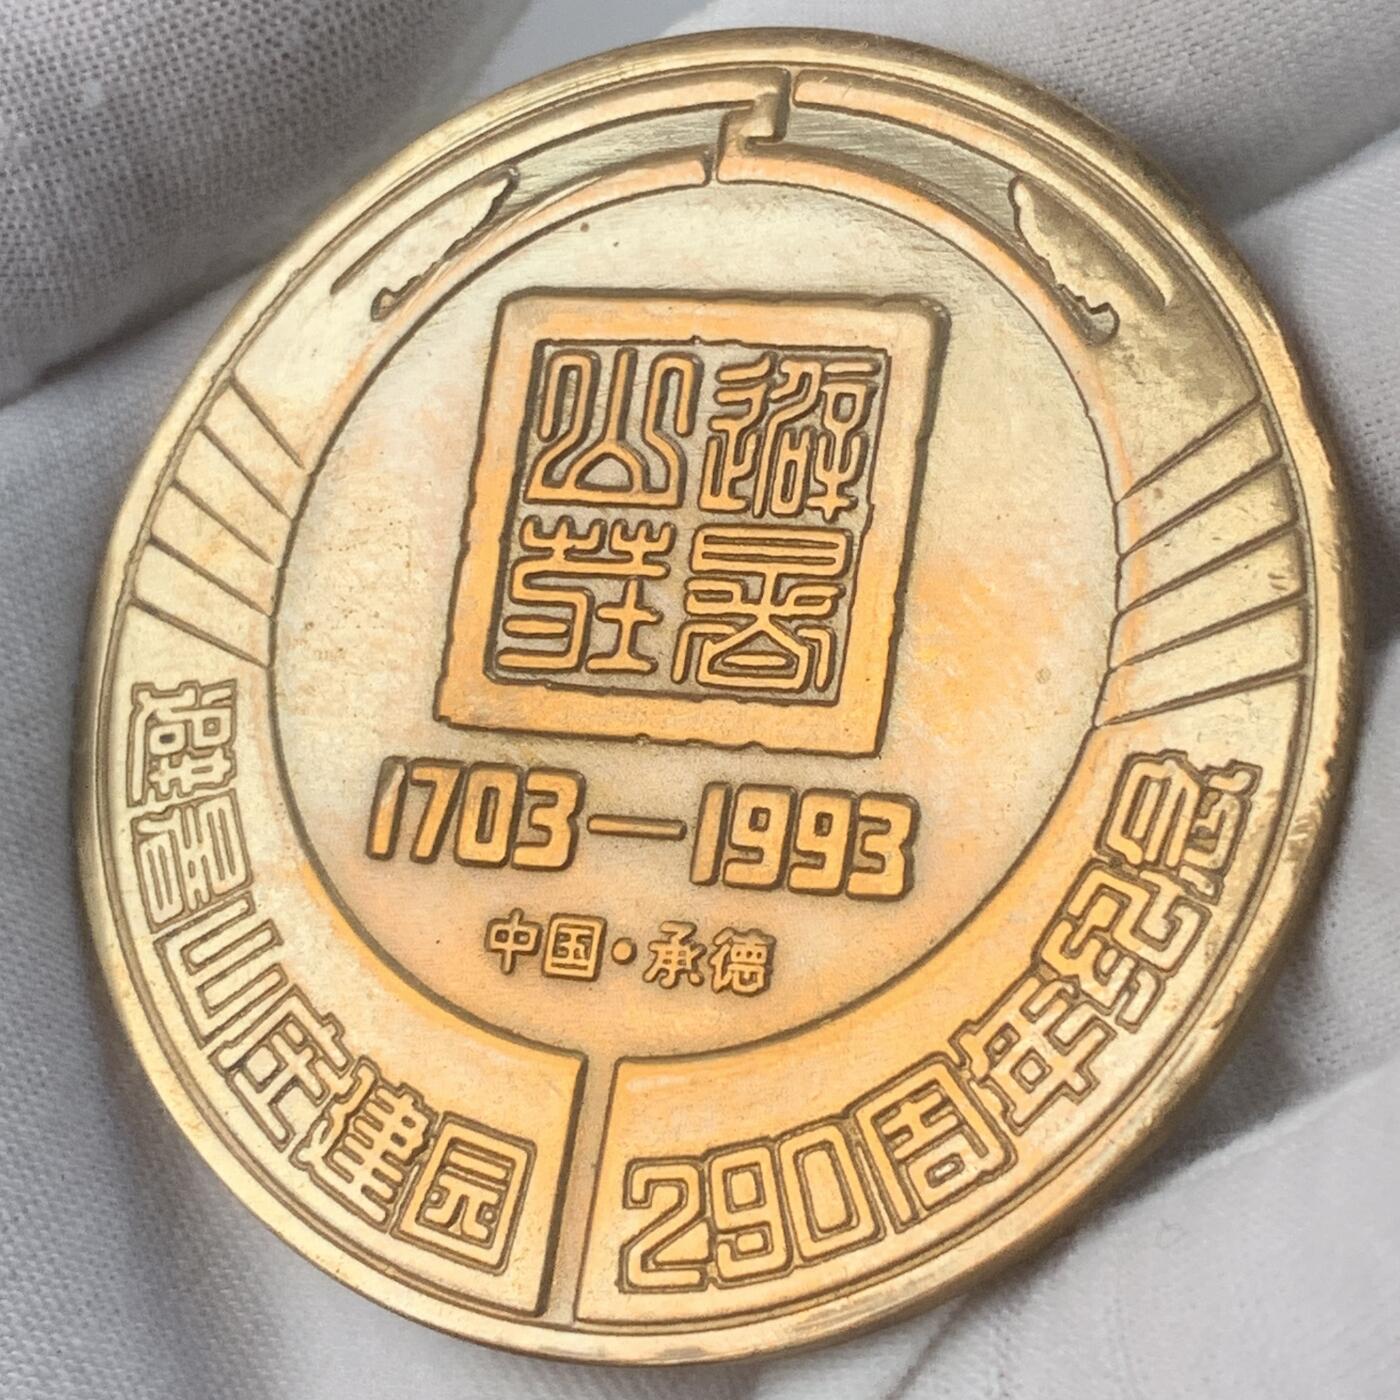 避暑山莊
1703—1993
中国·承德
避暑山庄建园
290周年纪念